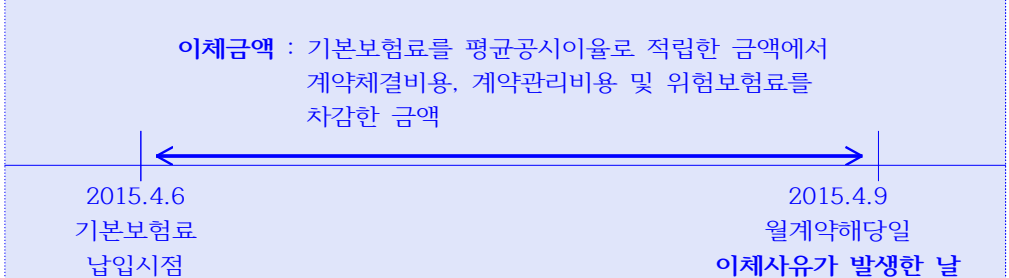 이체금액 : 기본보험료를 평균공시이율로 적립한 금액에서
계약체결비용, 계약관리비용 및 위험보험료를
차감한 금액
2015.4.6
기본보험료
납입시점
2015.4.9
월계약해당일
이체사유가 발생한 날